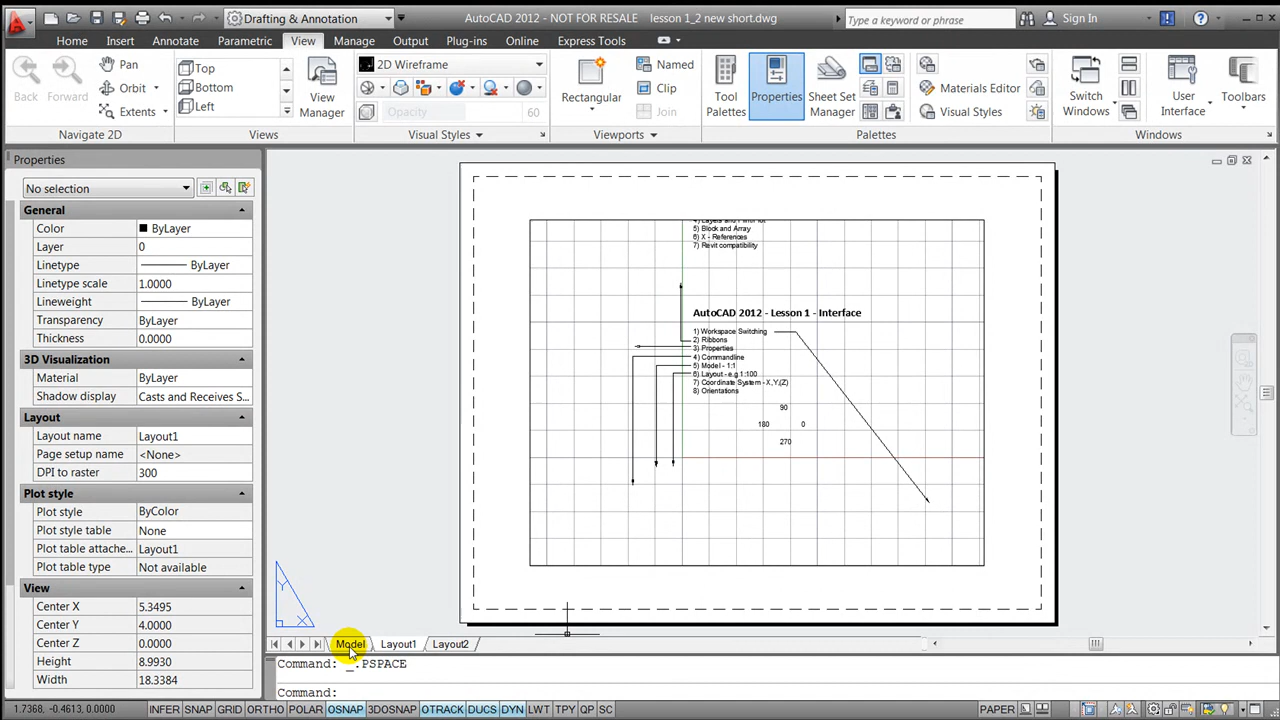 Drafting & Annotation
AutoCAD 2012 - NOT FOR RESALE    lesson 1_2 new short.dwg
Type a keyword or phrase
Sign In
Home Insert Annotate Parametric View Manage Output Plug-ins Online Express Tools
Back
Forward
Pan
Orbit
Extents
Navigate 2D
Top
Bottom
Left
Views
View Manager
2D Wireframe
Opacity 60
Visual Styles
Rectangular
Named
Clip
Join
Viewports
Tool Palettes
Properties
Sheet Set Manager
Materials Editor
Visual Styles
Palettes
Switch Windows
User Interface
Toolbars
Windows
Properties
No selection
General
Color ByLayer
Layer 0
Linetype ByLayer
Linetype scale 1.0000
Lineweight ByLayer
Transparency ByLayer
Thickness 0.0000
3D Visualization
Material ByLayer
Shadow display Casts and Receives S...
Layout
Layout name Layout1
Page setup name <None>
DPI to raster 300
Plot style
Plot style ByColor
Plot style table None
Plot table attache... Layout1
Plot table type Not available
View
Center X 5.3495
Center Y 4.0000
Center Z 0.0000
Height 8.9930
Width 18.3384
5) Block and Array
6) X - References
7) Revit compatibility
AutoCAD 2012 - Lesson 1 - Interface
1) Workspace Switching
2) Ribbons
3) Properties
4) Commandline
5) Model - 1:1
6) Layout - e.g 1:100
7) Coordinate System - X,Y,(Z)
8) Orientations
90
180 0
270
Y
X
Model Layout1 Layout2
Command: _.PSPACE
Command:
1.7368, -0.4613, 0.0000 INFER SNAP GRID ORTHO POLAR OSNAP 3DOSNAP OTRACK DUCS DYN LWT TPY QP SC PAPER